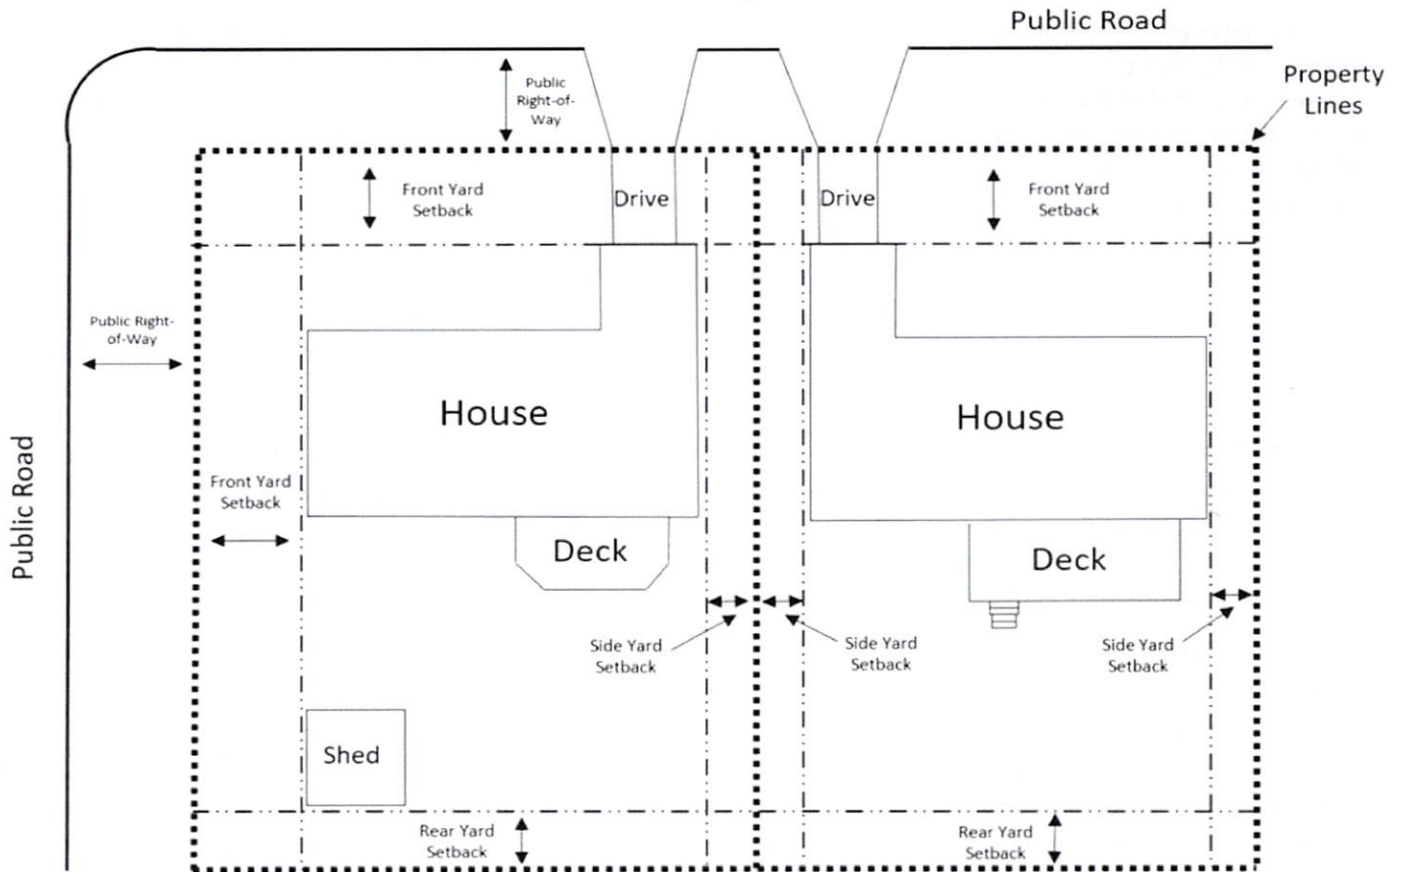 Public Road
Property
Lines
Public
Right-of-
Way
Front Yard
Setback
Drive
Drive
Front Yard
Setback
Public Right-
of-Way
House
House
Public Road
Front Yard
Setback
Deck
Deck
Side Yard
Setback
Side Yard
Setback
Side Yard
Setback
Shed
Rear Yard
Setback
Rear Yard
Setback